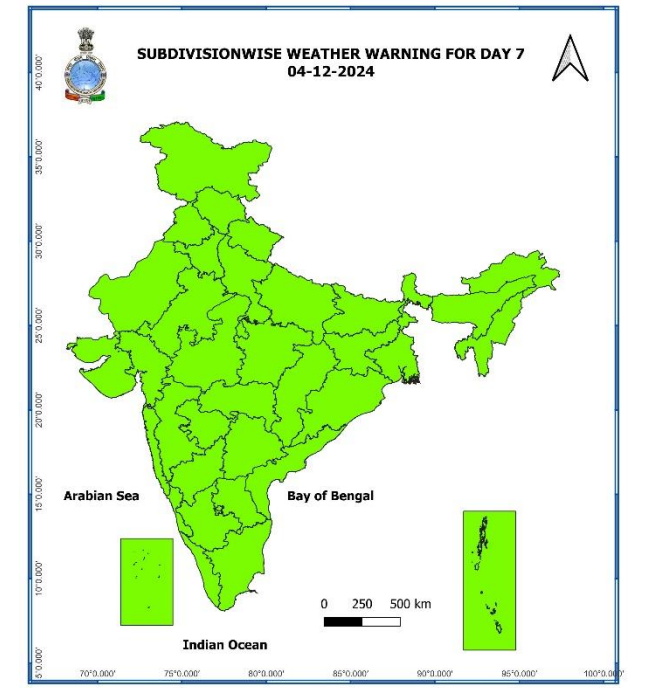 SUBDIVISIONWISE WEATHER WARNING FOR DAY 7
04-12-2024
40°0.000'
35°0.000'
30°0.000'
25°0.000'
20°0.000'
15°0.000'
10°0.000'
5°0.000'
Arabian Sea
Bay of Bengal
0 250 500 km
Indian Ocean
70°0.000' 75°0.000' 80°0.000' 85°0.000' 90°0.000' 95°0.000' 100°0.000'